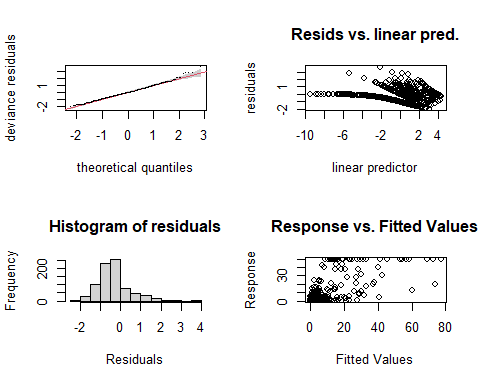 deviance residuals
-2 1
-2 -1 0 1 2 3
theoretical quantiles
Resids vs. linear pred.
residuals
-2 1
-10 -6 -2 2 4
linear predictor
Histogram of residuals
Frequency
0 200
-2 0 1 2 3 4
Residuals
Response vs. Fitted Values
Response
0 30
0 20 40 60 80
Fitted Values